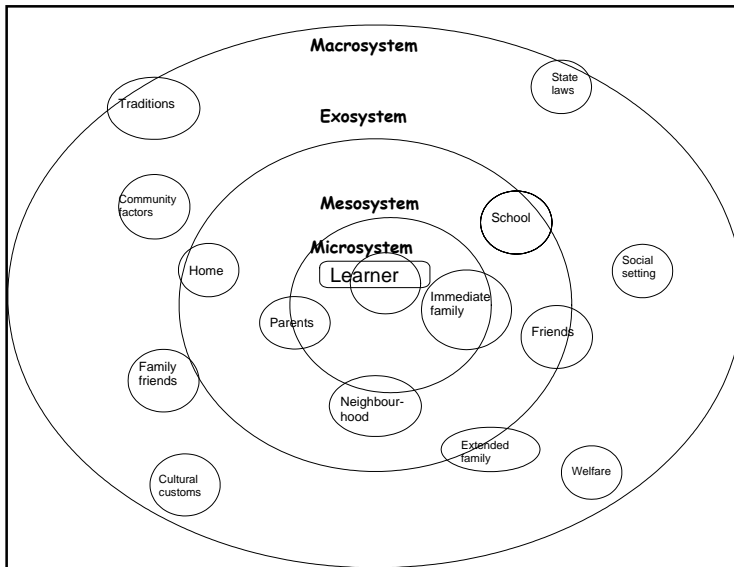 Macrosystem
State
laws
Traditions
Exosystem
Community
factors
Mesosystem
School
Microsystem
Home
Learner
Social
setting
Immediate
family
Parents
Friends
Family
friends
Neighbour-
hood
Extended
family
Welfare
Cultural
customs